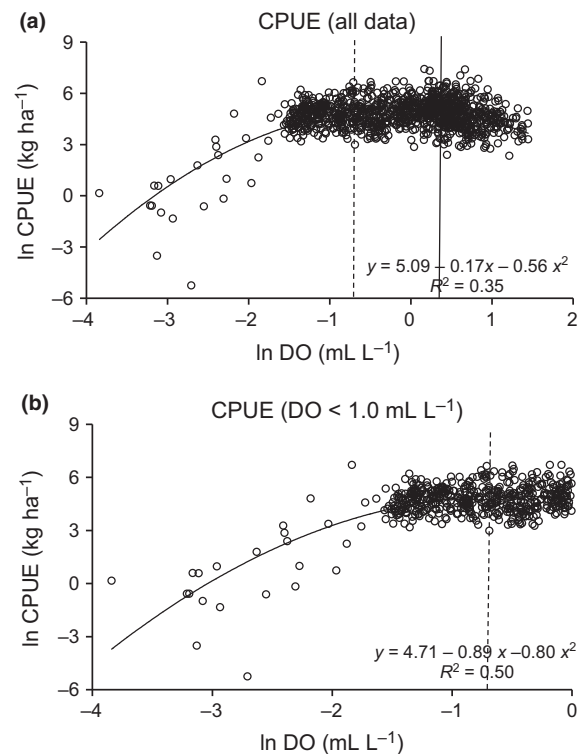 (a)
CPUE (all data)
9
6
3
0
–3
–6
ln CPUE (kg ha⁻¹)
y = 5.09 – 0.17x – 0.56 x²
R² = 0.35
–4 –3 –2 –1 0 1 2
ln DO (mL L⁻¹)
(b)
CPUE (DO < 1.0 mL L⁻¹)
9
6
3
0
–3
–6
ln CPUE (kg ha⁻¹)
y = 4.71 – 0.89 x –0.80 x²
R² = 0.50
–4 –3 –2 –1 0
ln DO (mL L⁻¹)